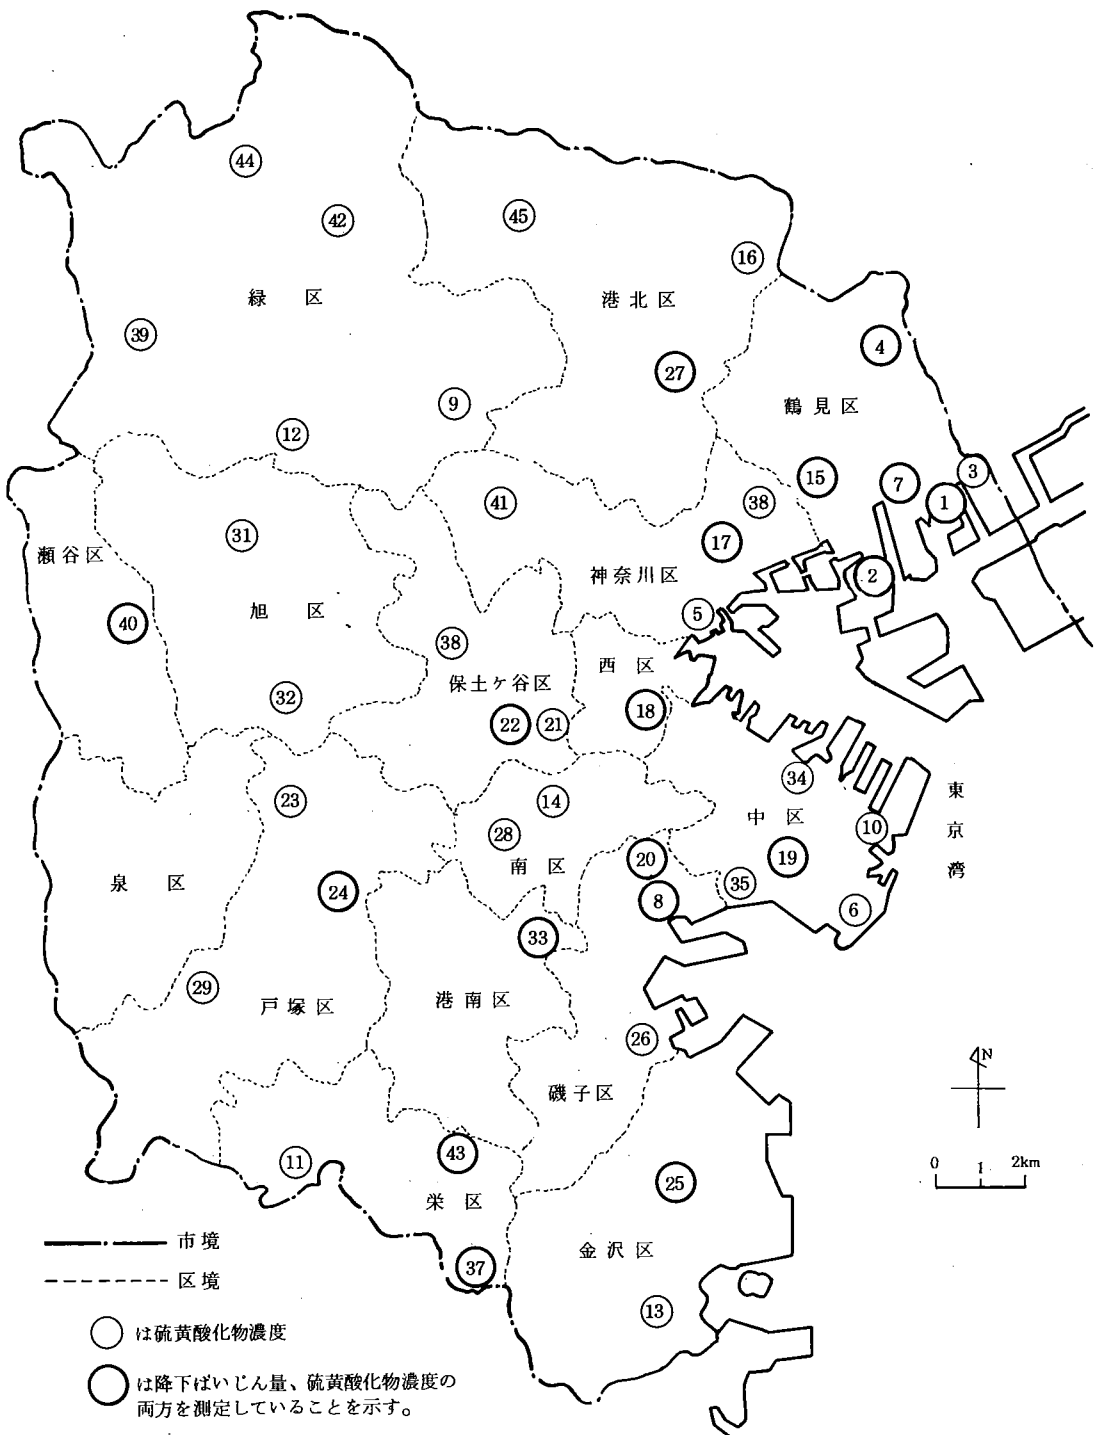 44
42
45
16
緑 区
港北区
39
4
27
鶴見区
9
12
3
15
7
1
41
38
31
17
瀬谷区
神奈川区
2
旭 区
40
5
38
西 区
保土ケ谷区
32
18
22
21
34
東京湾
23
14
中 区
28
10
20
19
南 区
泉 区
24
35
8
6
33
29
戸塚区
港南区
26
N
磯子区
43
11
0 1 2km
25
栄 区
市境
金沢区
37
区境
13
は硫黄酸化物濃度
は降下ばいじん量、硫黄酸化物濃度の
両方を測定していることを示す。